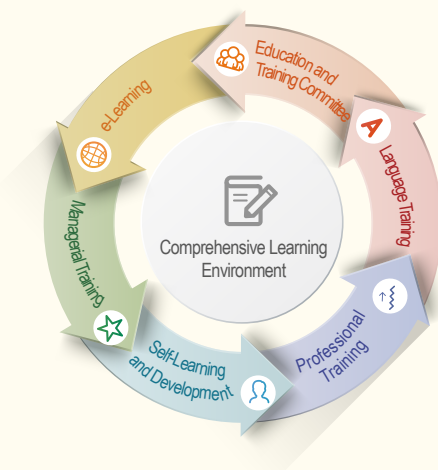 Education and
Training Committee
A
Language Training
Professional
Training
Self-Learning
and Development
Managerial Training
e-Learning
Comprehensive Learning
Environment